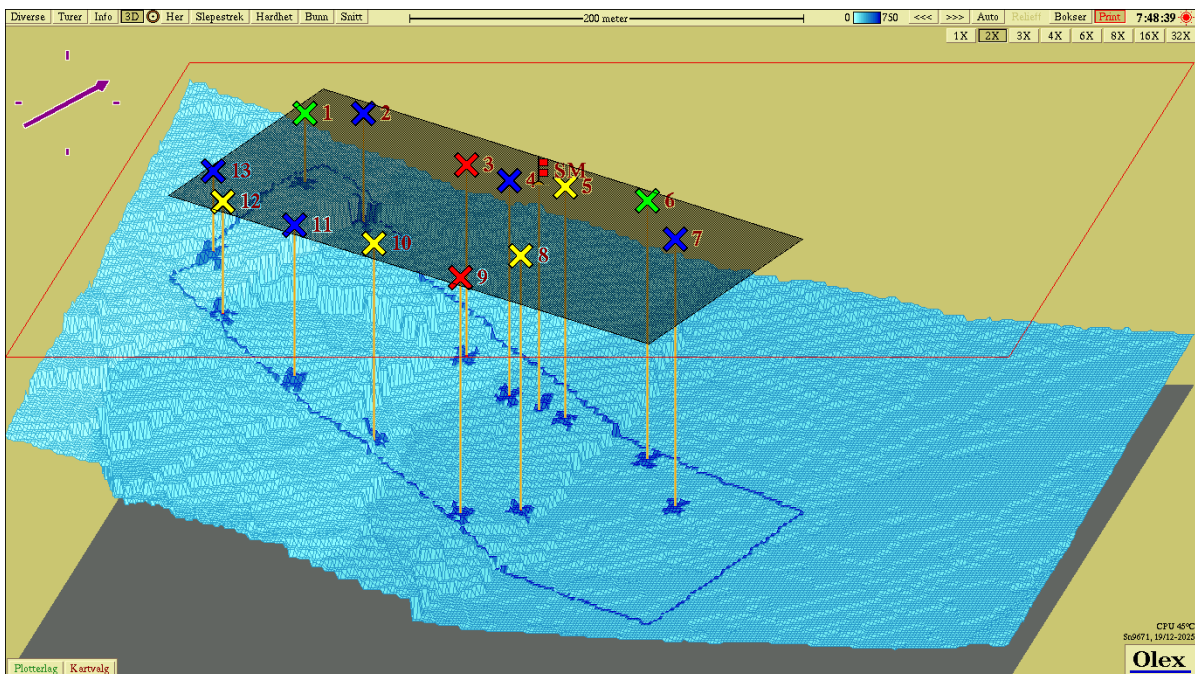 Diverse Turer Info 3D Her Slepestrek Hardhet Bunn Snitt 200 meter 0 750 <<< >>> Auto Relieff Bokser Print 7:48:39
1X 2X 3X 4X 6X 8X 16X 32X
1 2
3 SM
13 4 5
12 6
11 7
10 8
9
CPU 45°C
Sn9671, 19/12-2025
Plotterlag Kartvalg Olex